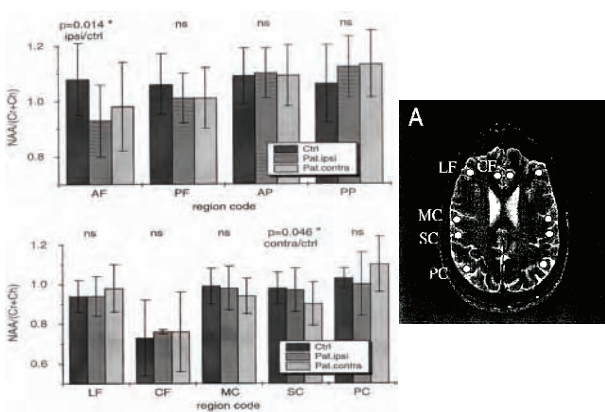 p=0.014 *
ipsi/ctrl
ns
ns
ns
NAA/(Cr+Ch)
1.2
1.0
0.8
Ctrl
Pat.ipsi
Pat.contra
AF
PF
AP
PP
region code
ns
ns
ns
p=0.046 *
contra/ctrl
ns
NAA/(Cr+Ch)
1.2
1.0
0.8
0.6
Ctrl
Pat.ipsi
Pat.contra
LF
CF
MC
SC
PC
region code
A
LF
CF
MC
SC
PC